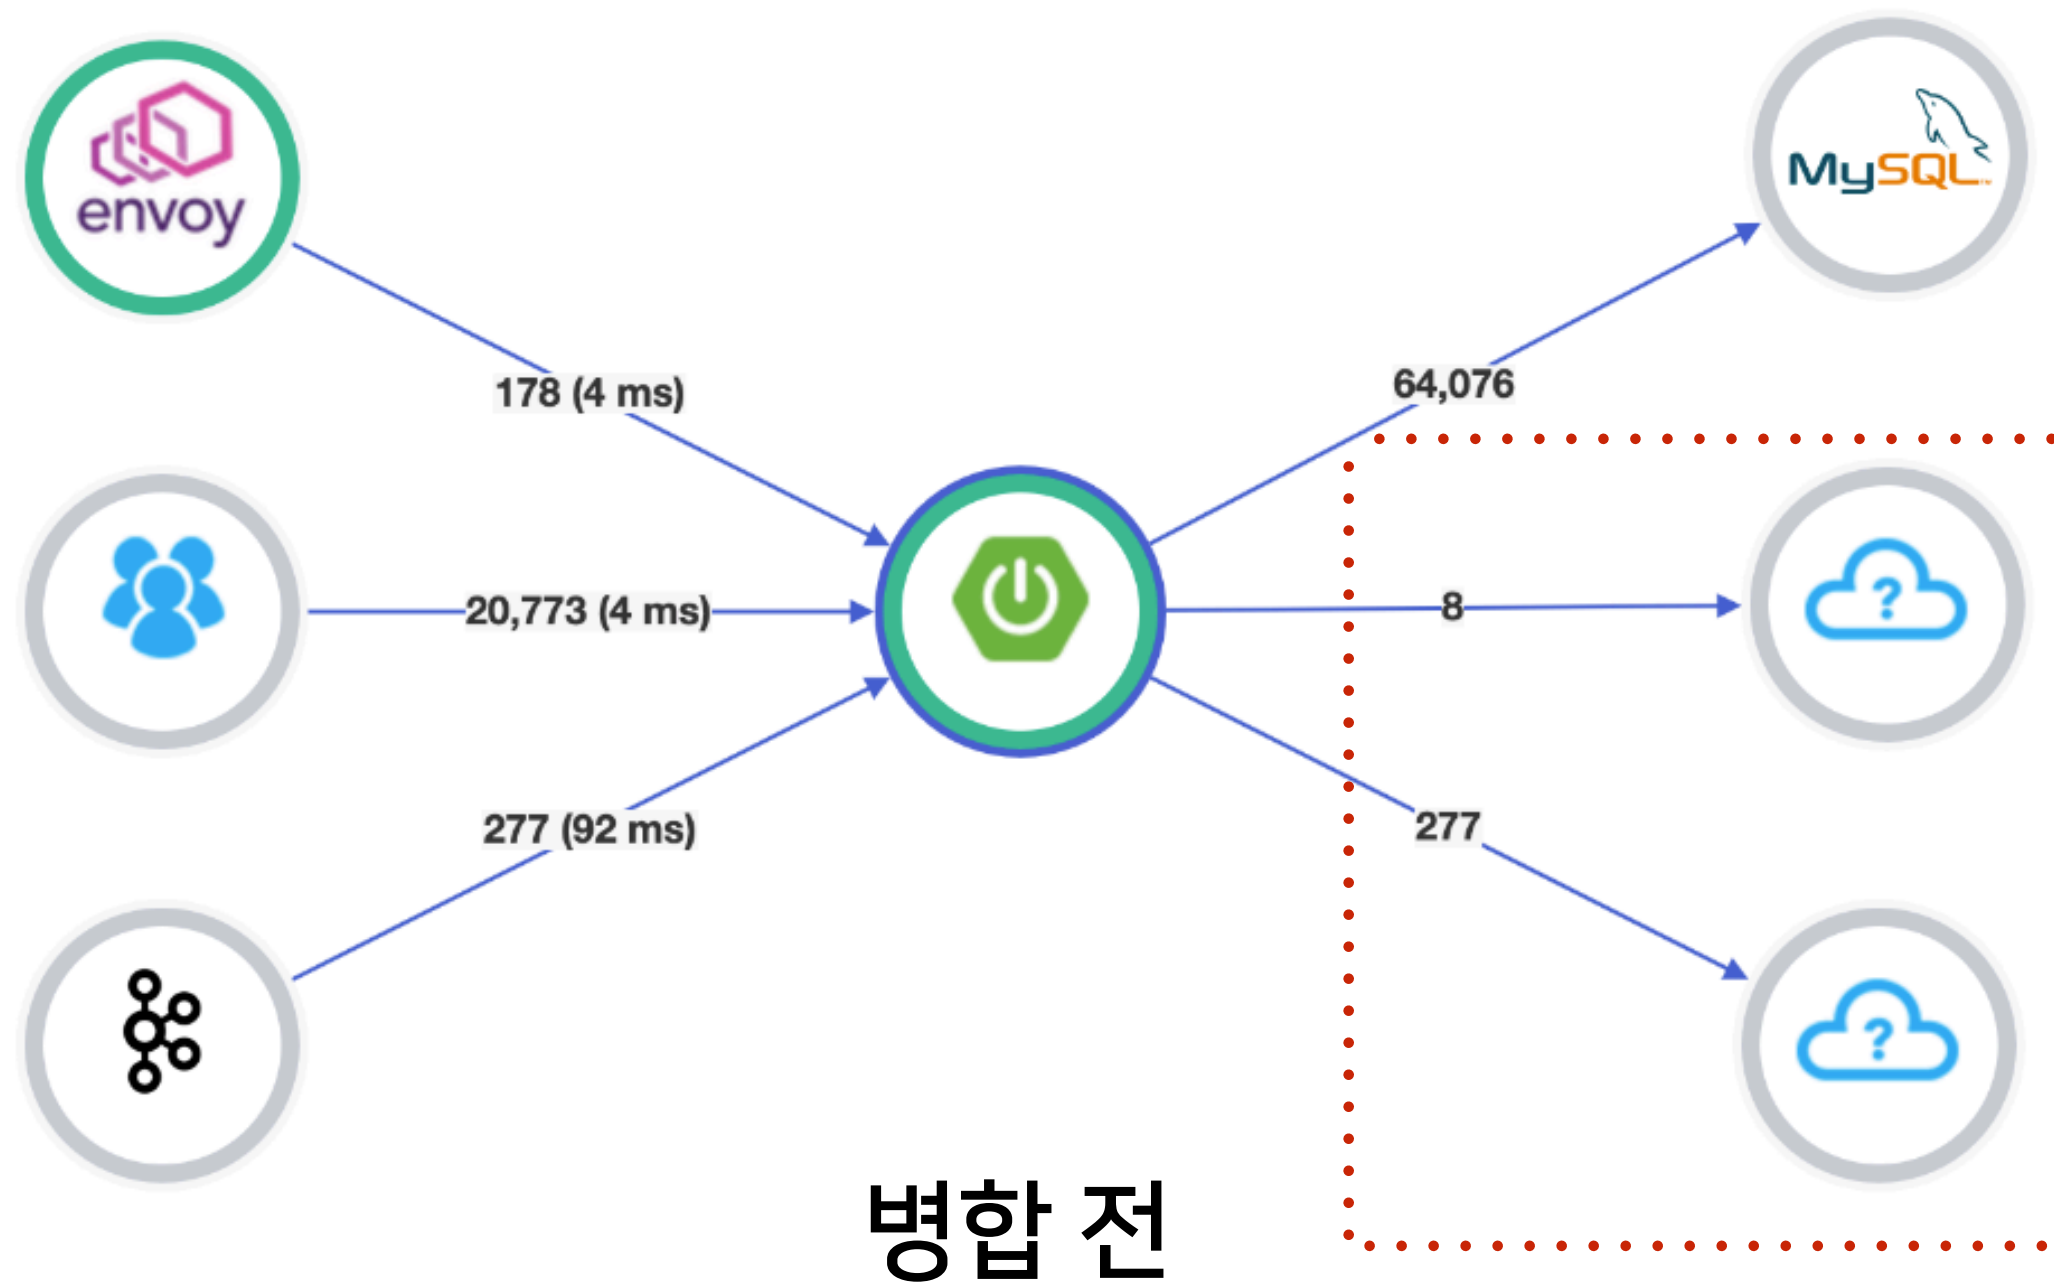 envoy
MySQL
178 (4 ms)
64,076
20,773 (4 ms)
8
?
277 (92 ms)
277
?
병합 전